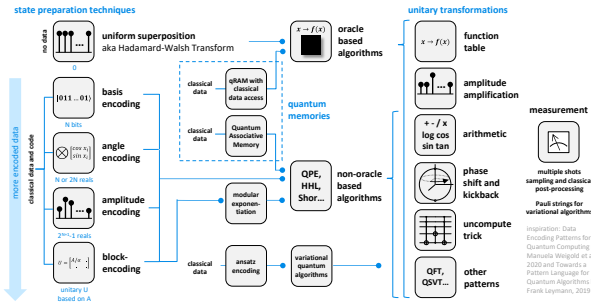 state preparation techniques
unitary transformations
no data
0
uniform superposition
aka Hadamard-Walsh Transform
x → f(x)
oracle
based
algorithms
x → f(x)
function
table
more encoded data
classical data and code
|011 … 01⟩
N bits
basis
encoding
classical
data
qRAM with
classical
data access
quantum
memories
amplitude
amplification
measurement
cos xᵢ
sin xᵢ
N or 2N reals
angle
encoding
classical
data
Quantum
Associative
Memory
+ - / x
log cos
sin tan
arithmetic
multiple shots
sampling and classical
post-processing
Pauli strings for
variational algorithms
amplitude
encoding
modular
exponen-
tiation
QPE,
HHL,
Shor…
non-oracle
based
algorithms
phase
shift and
kickback
uncompute
trick
block-
encoding
unitary U
based on A
classical
data
ansatz
encoding
variational
quantum
algorithms
QFT,
QSVT…
other
patterns
inspiration: Data
Encoding Patterns for
Quantum Computing
Manuela Weigold et a
2020 and Towards a
Pattern Language for
Quantum Algorithms
Frank Leymann, 2019